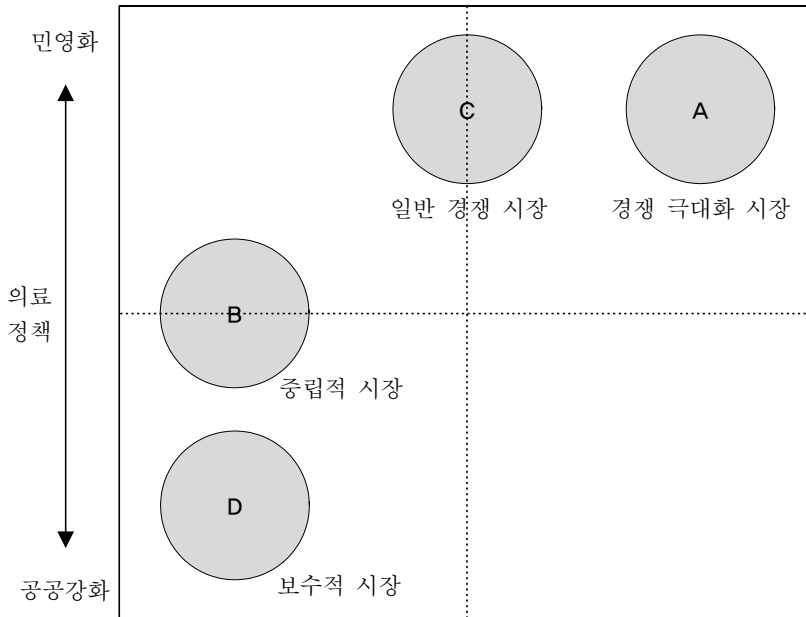 민영화
C
A
일반 경쟁 시장
경쟁 극대화 시장
의료
정책
B
중립적 시장
D
공공강화
보수적 시장